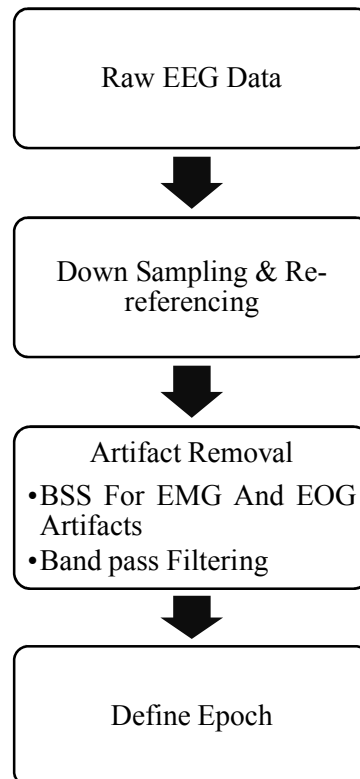 Raw EEG Data
Down Sampling & Re-
referencing
Artifact Removal
•BSS For EMG And EOG
Artifacts
•Band pass Filtering
Define Epoch